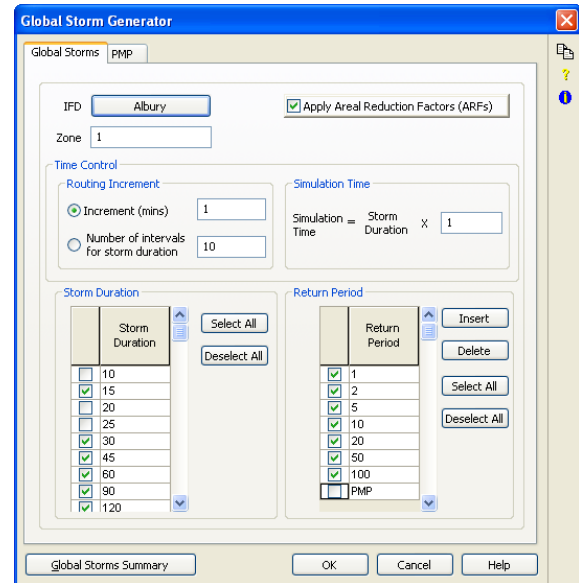 Global Storm Generator
Global Storms PMP
IFD Albury Apply Areal Reduction Factors (ARFs)
Zone 1
Time Control
Routing Increment
Increment (mins) 1
Number of intervals
for storm duration
10
Simulation Time
Simulation
Time
=
Storm
Duration
X
1
Storm Duration
Storm
Duration
10
15
20
25
30
45
60
90
120
Select All
Deselect All
Return Period
Return
Period
1
2
5
10
20
50
100
PMP
Insert
Delete
Select All
Deselect All
Global Storms Summary OK Cancel Help